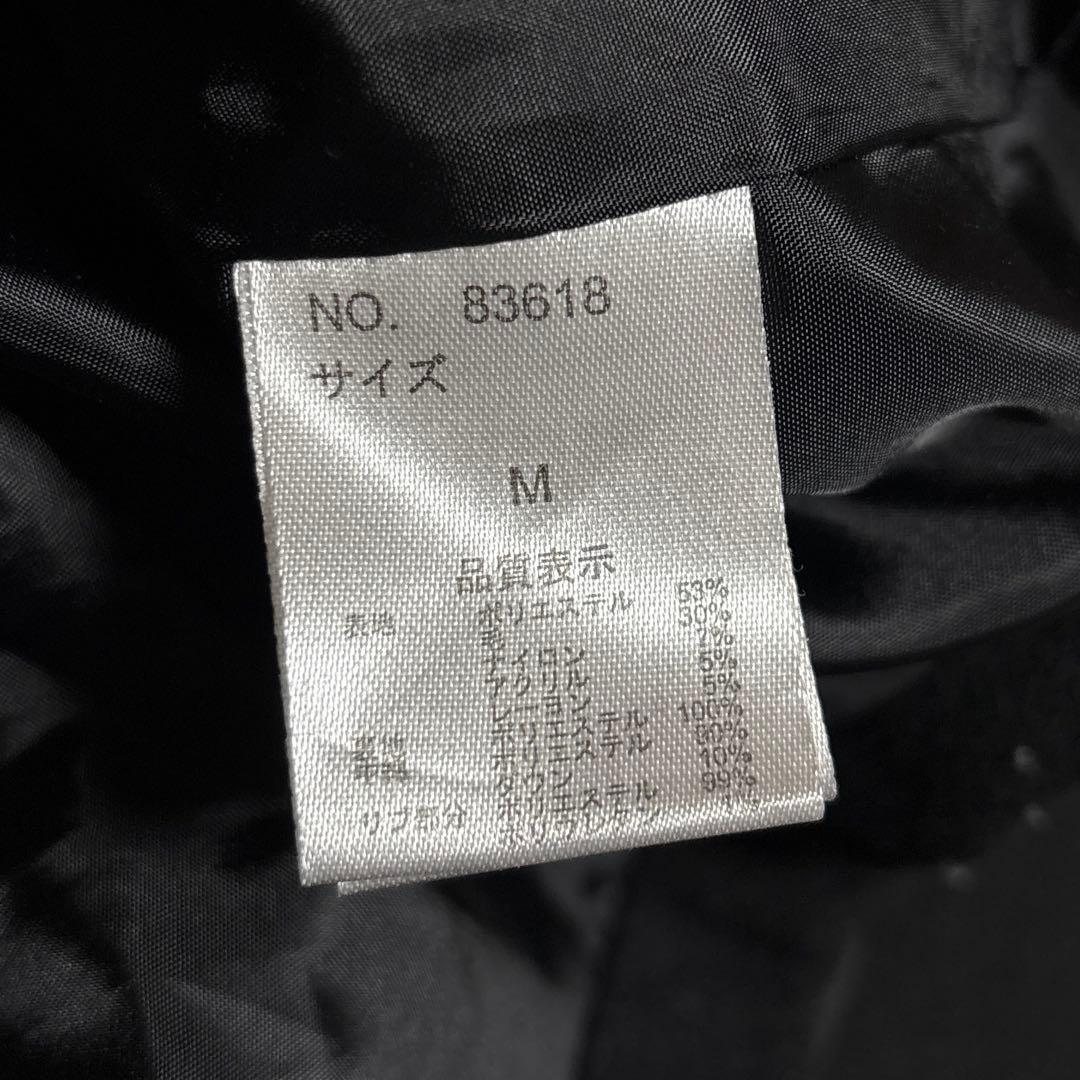 NO. 83618
サイズ
M
品質表示
表地 ポリエステル 53%
毛 30%
ナイロン 7%
アクリル 5%
レーヨン 5%
ポリエステル 100%
ポリエステル 90%
ダウン 10%
リブ部分 ポリエステル 99%